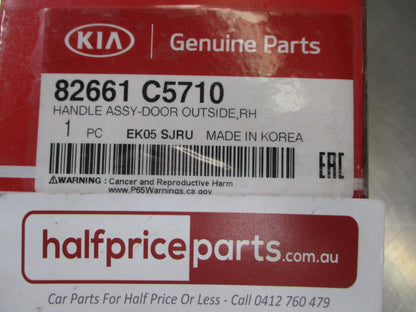 KIA Genuine Parts
82661 C5710
HANDLE ASSY-DOOR OUTSIDE,RH
1 PC EK05 SJRU MADE IN KOREA
EAC
⚠WARNING : Cancer and Reproductive Harm
www.P65Warnings.ca.gov
halfpriceparts.com.au
Car Parts For Half Price Or Less - Call 0412 760 479